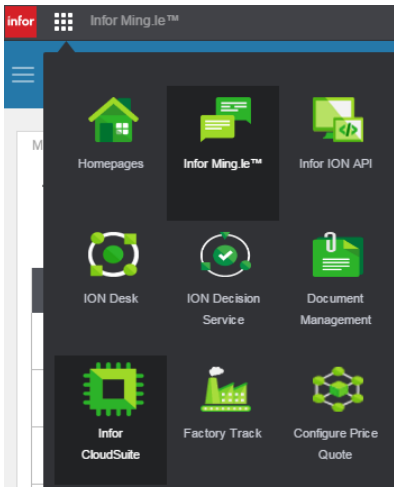 infor Infor Ming.le™
M
Homepages Infor Ming.le™ Infor ION API
ION Desk ION Decision Document
Service Management
Infor Factory Track Configure Price
CloudSuite Quote